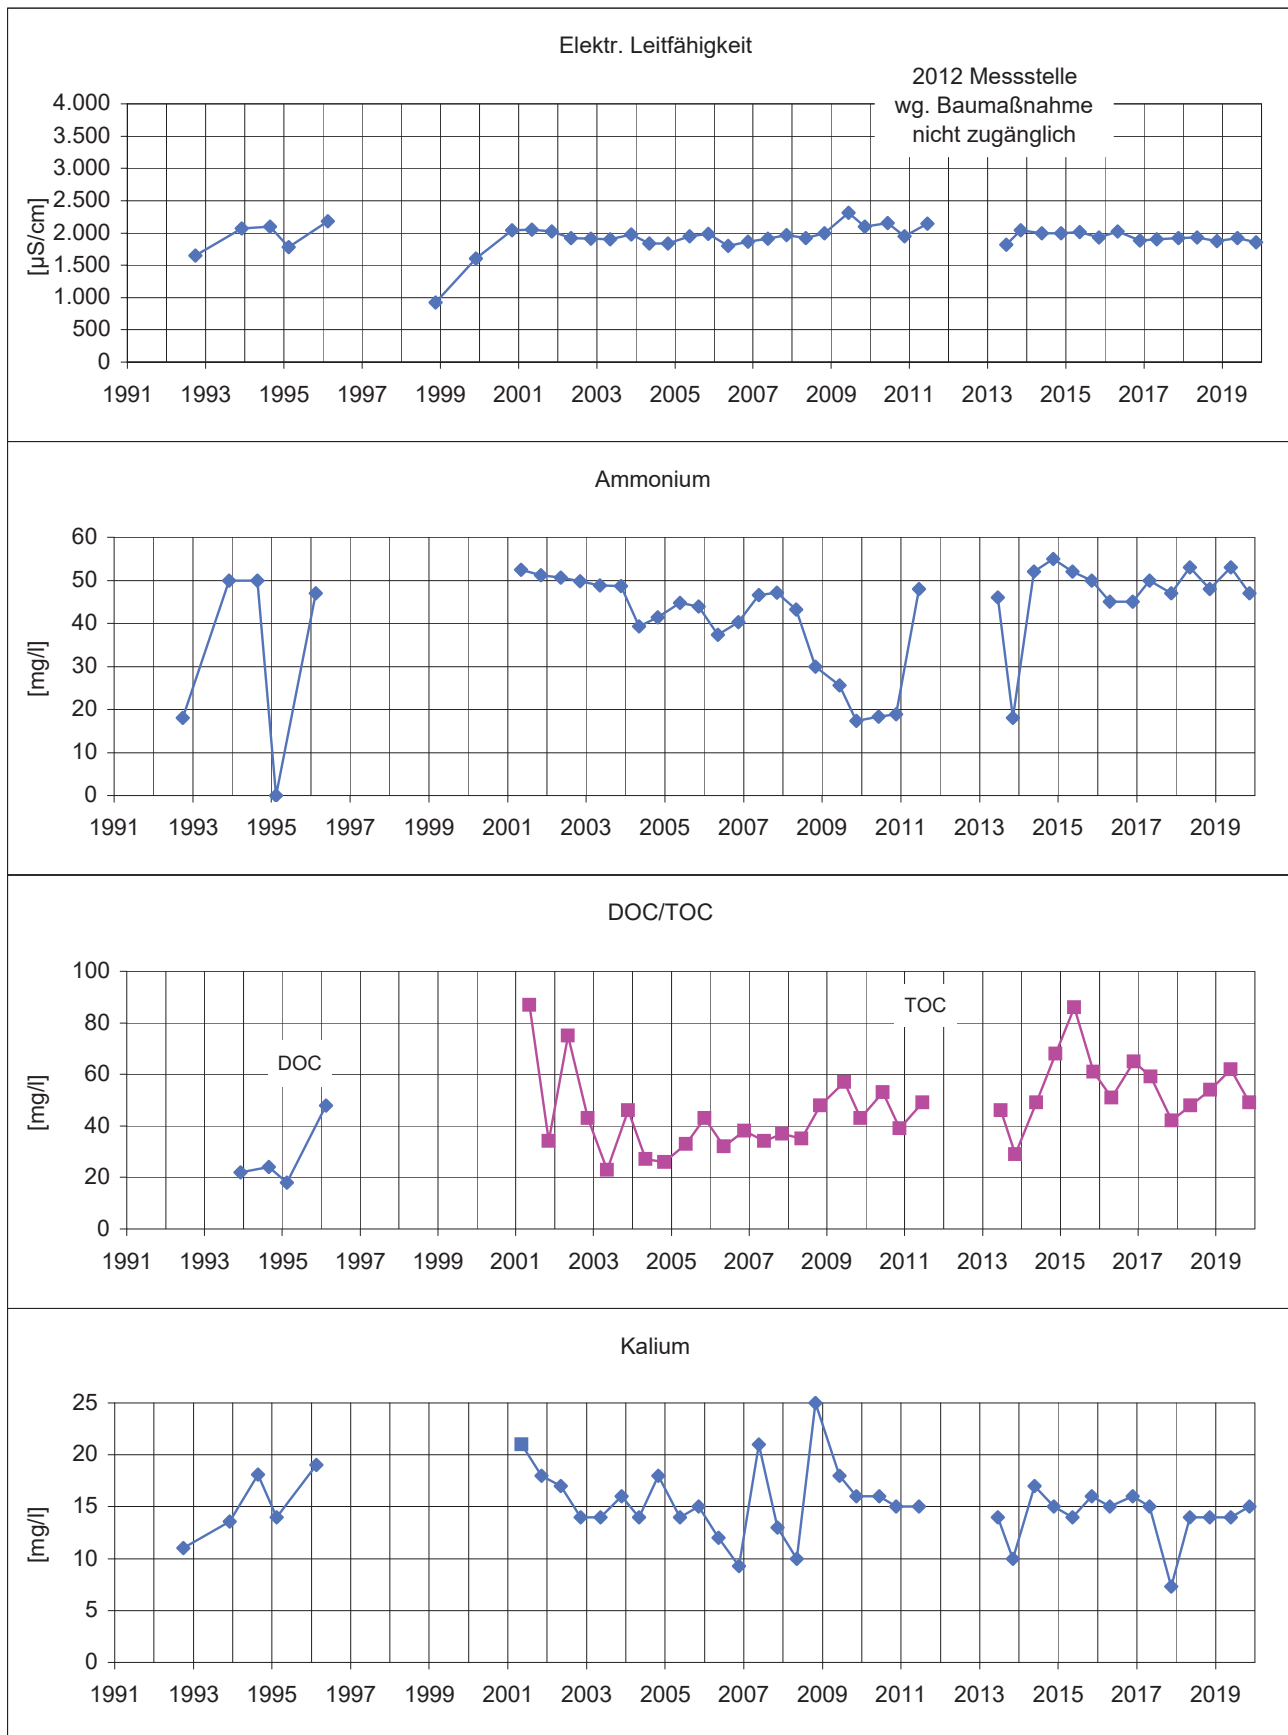 Elektr. Leitfähigkeit
2012 Messstelle
wg. Baumaßnahme
nicht zugänglich
4.000
3.500
3.000
2.500
2.000
1.500
1.000
500
0
[µS/cm]
1991 1993 1995 1997 1999 2001 2003 2005 2007 2009 2011 2013 2015 2017 2019
Ammonium
60
50
40
30
20
10
0
[mg/l]
1991 1993 1995 1997 1999 2001 2003 2005 2007 2009 2011 2013 2015 2017 2019
DOC/TOC
100
80
60
40
20
0
[mg/l]
DOC
TOC
1991 1993 1995 1997 1999 2001 2003 2005 2007 2009 2011 2013 2015 2017 2019
Kalium
25
20
15
10
5
0
[mg/l]
1991 1993 1995 1997 1999 2001 2003 2005 2007 2009 2011 2013 2015 2017 2019